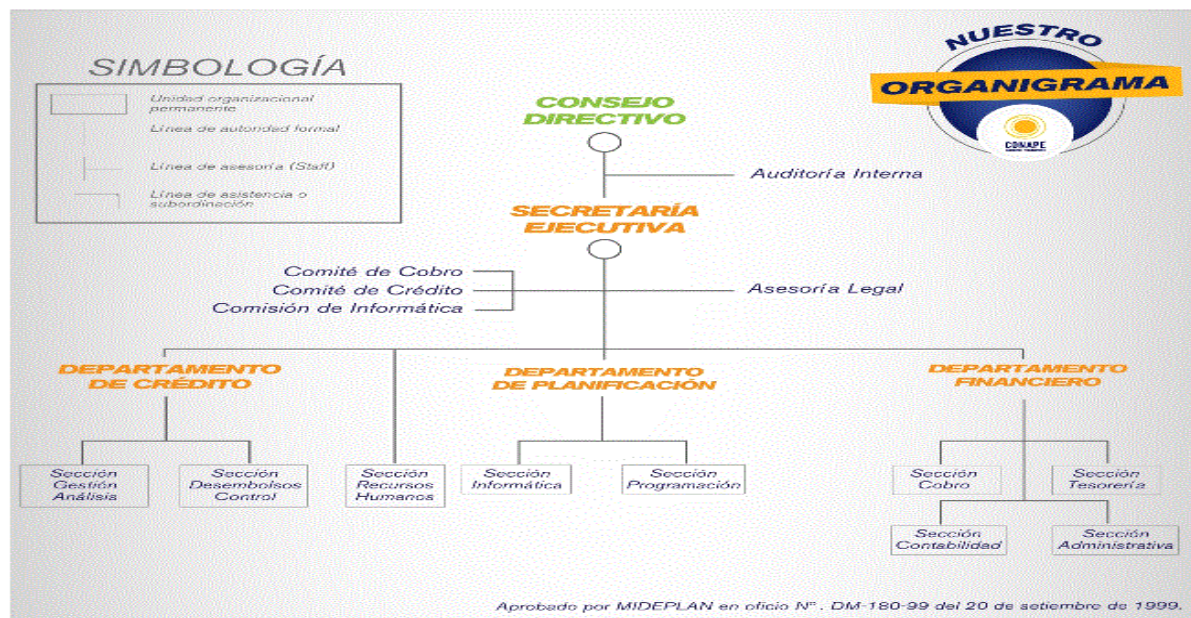 SIMBOLOGÍA
Unidad organizacional
permanente
Línea de autoridad formal
Línea de asesoría (Staff)
Línea de asistencia o
subordinación
NUESTRO
ORGANIGRAMA
CONAPE
CONSEJO
DIRECTIVO
Auditoría Interna
SECRETARÍA
EJECUTIVA
Comité de Cobro
Comité de Crédito
Comisión de Informática
Asesoría Legal
DEPARTAMENTO
DE CRÉDITO
DEPARTAMENTO
DE PLANIFICACIÓN
DEPARTAMENTO
FINANCIERO
Sección
Gestión
Análisis
Sección
Desembolsos
Control
Sección
Recursos
Humanos
Sección
Informática
Sección
Programación
Sección
Cobro
Sección
Tesorería
Sección
Contabilidad
Sección
Administrativa
Aprobado por MIDEPLAN en oficio N°. DM-180-99 del 20 de setiembre de 1999.